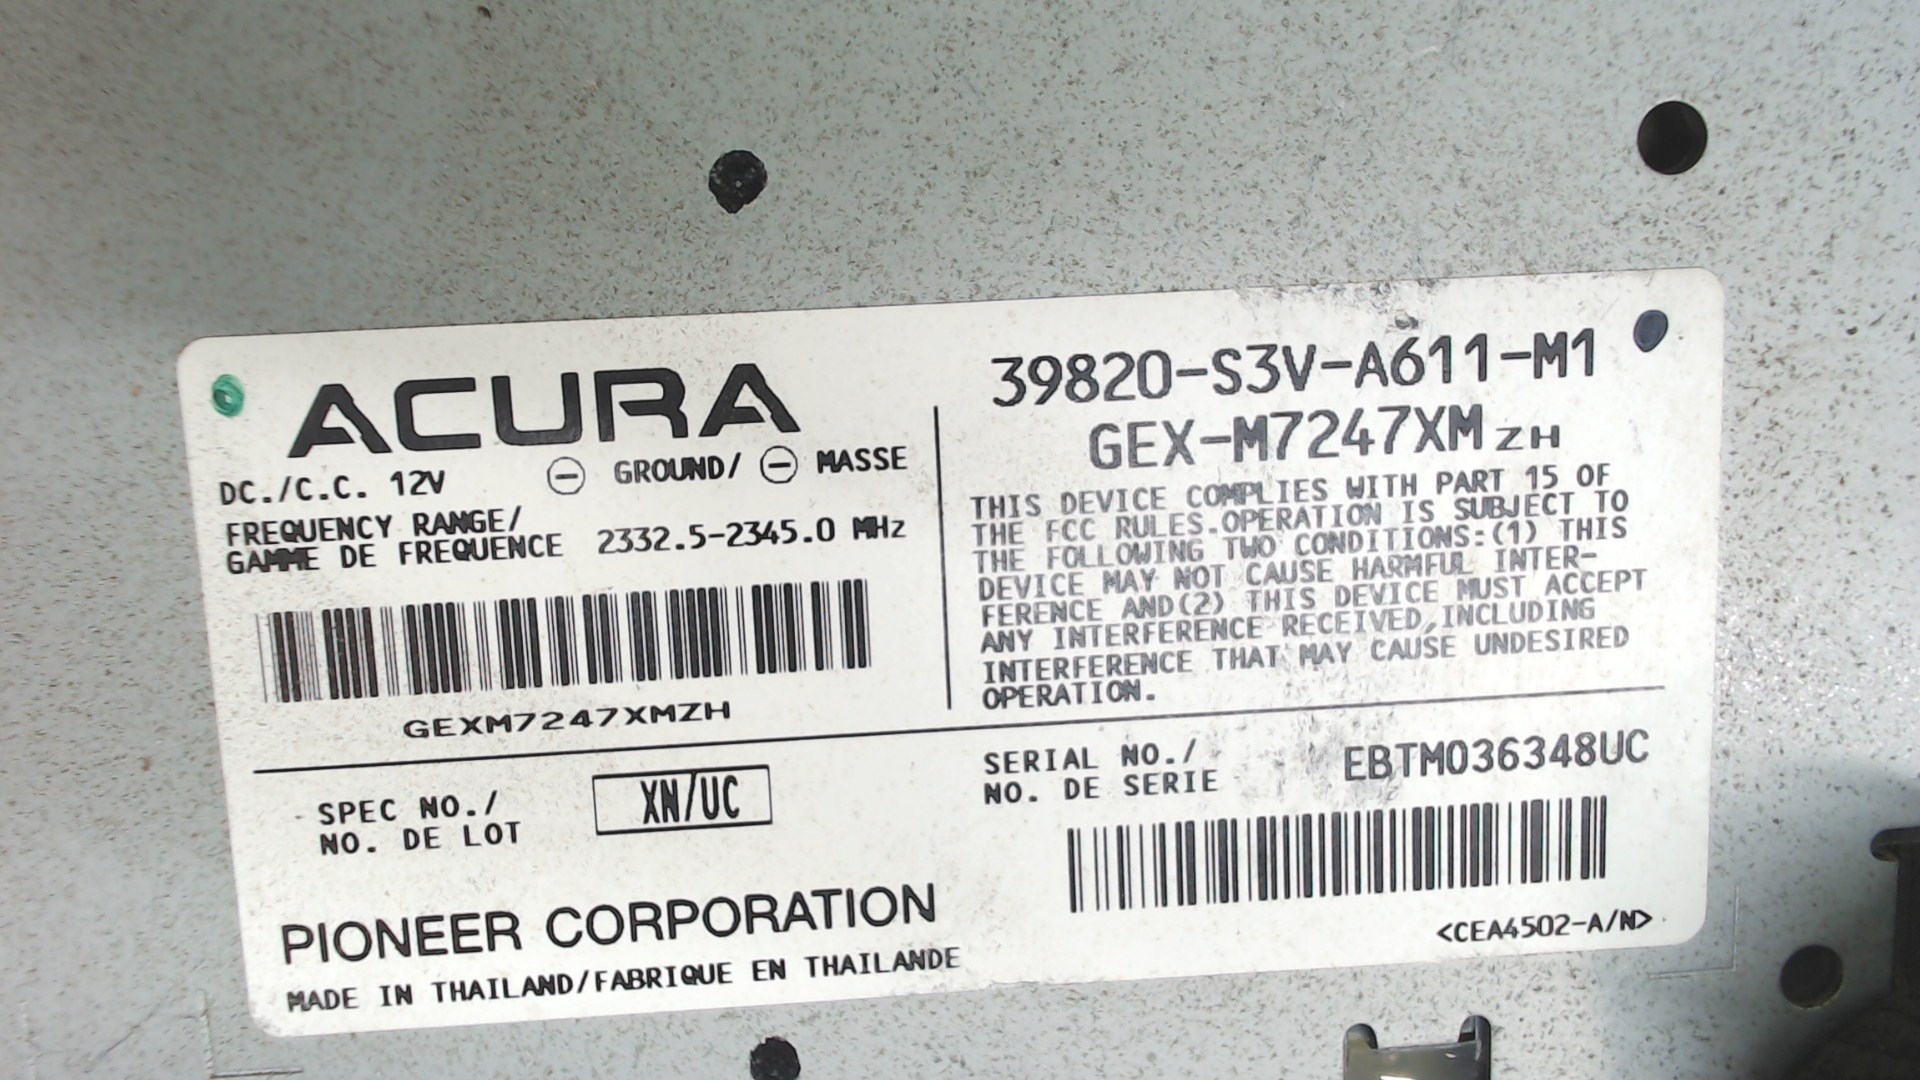 ACURA
DC./C.C. 12V ⊖ GROUND/ ⊖ MASSE
FREQUENCY RANGE/
GAMME DE FREQUENCE 2332.5-2345.0 MHz
GEXM7247XMZH
39820-S3V-A611-M1
GEX-M7247XM ZH
THIS DEVICE COMPLIES WITH PART 15 OF
THE FCC RULES.OPERATION IS SUBJECT TO
THE FOLLOWING TWO CONDITIONS:(1) THIS
DEVICE MAY NOT CAUSE HARMFUL INTER-
FERENCE AND(2) THIS DEVICE MUST ACCEPT
ANY INTERFERENCE RECEIVED,INCLUDING
INTERFERENCE THAT MAY CAUSE UNDESIRED
OPERATION.
SPEC NO./
NO. DE LOT
XN/UC
SERIAL NO./
NO. DE SERIE
EBTM036348UC
PIONEER CORPORATION
MADE IN THAILAND/FABRIQUE EN THAILANDE
<CEA4502-A/N>